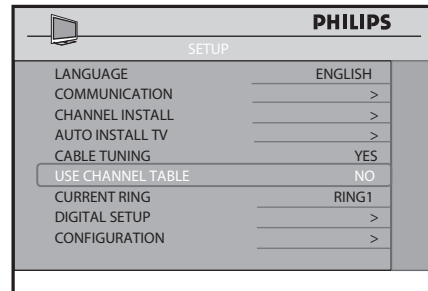 PHILIPS
SETUP
LANGUAGE ENGLISH
COMMUNICATION >
CHANNEL INSTALL >
AUTO INSTALL TV >
CABLE TUNING YES
USE CHANNEL TABLE NO
CURRENT RING RING1
DIGITAL SETUP >
CONFIGURATION >